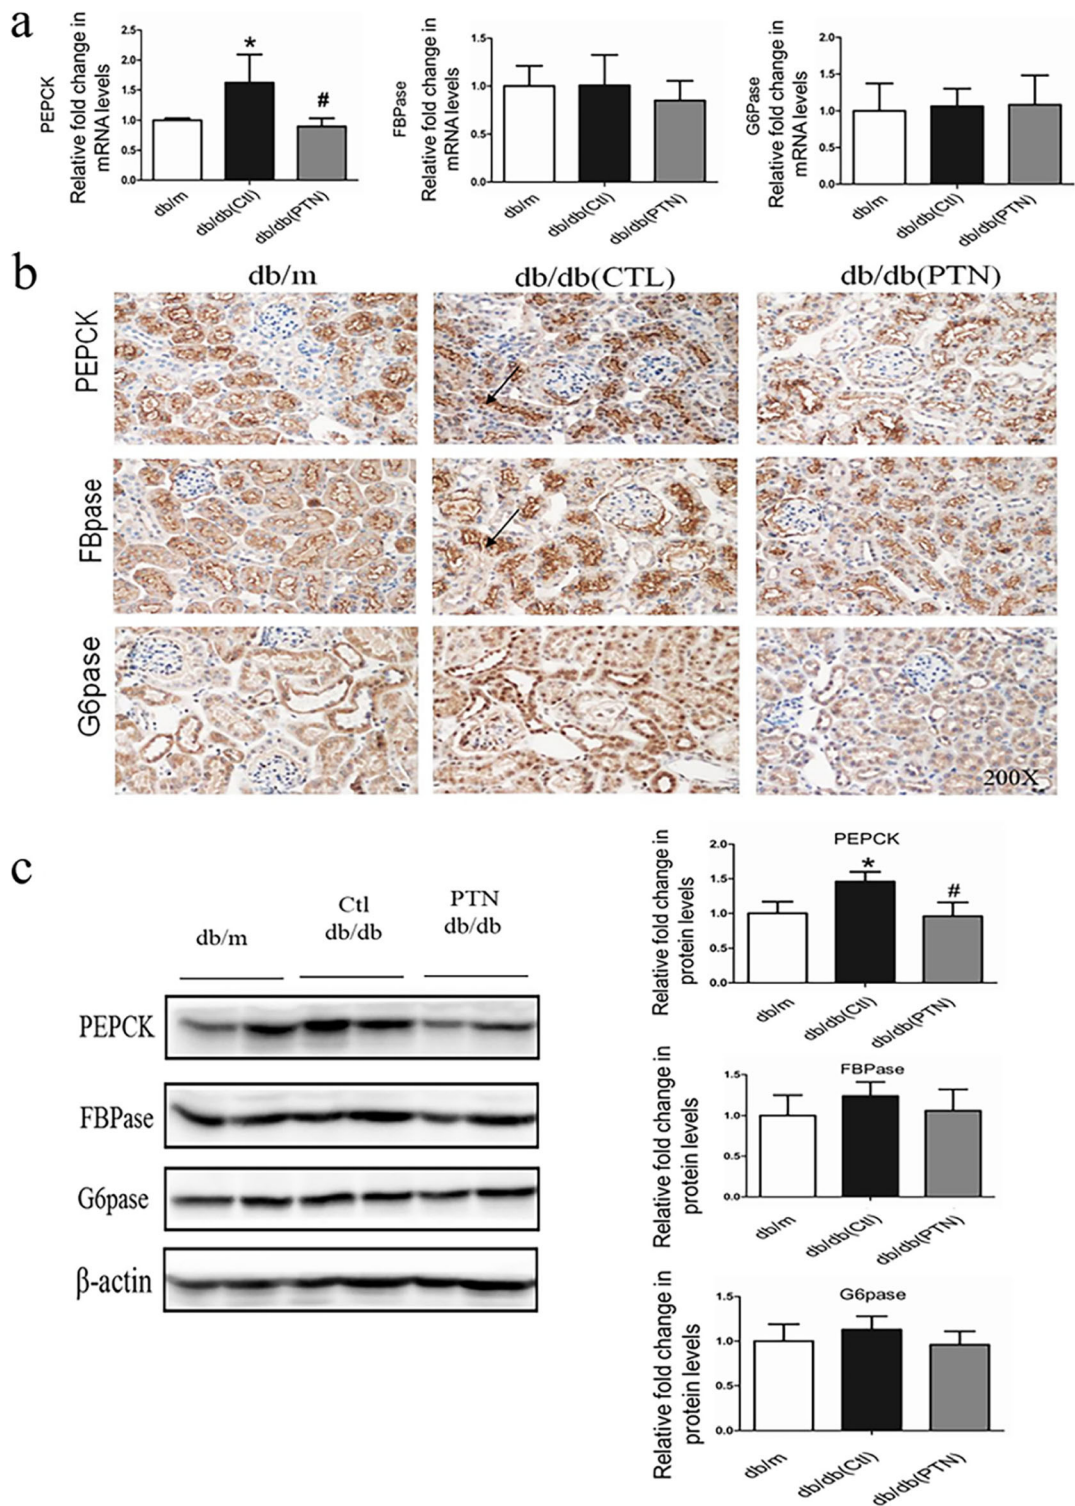 a
PEPCK
Relative fold change in
mRNA levels
2.5
2.0
1.5
1.0
0.5
0.0
*
#
db/m
db/db(Ctl)
db/db(PTN)
FBPase
Relative fold change in
mRNA levels
1.5
1.0
0.5
0.0
db/m
db/db(Ctl)
db/db(PTN)
G6Pase
Relative fold change in
mRNA levels
2.0
1.5
1.0
0.5
0.0
db/m
db/db(Ctl)
db/db(PTN)
b
db/m
db/db(CTL)
db/db(PTN)
PEPCK
FBpase
G6pase
200X
c
db/m
Ctl
db/db
PTN
db/db
PEPCK
FBPase
G6pase
β-actin
PEPCK
Relative fold change in
protein levels
2.0
1.5
1.0
0.5
0.0
*
#
db/m
db/db(Ctl)
db/db(PTN)
FBPase
Relative fold change in
protein levels
1.5
1.0
0.5
0.0
db/m
db/db(Ctl)
db/db(PTN)
G6pase
Relative fold change in
protein levels
1.5
1.0
0.5
0.0
db/m
db/db(Ctl)
db/db(PTN)